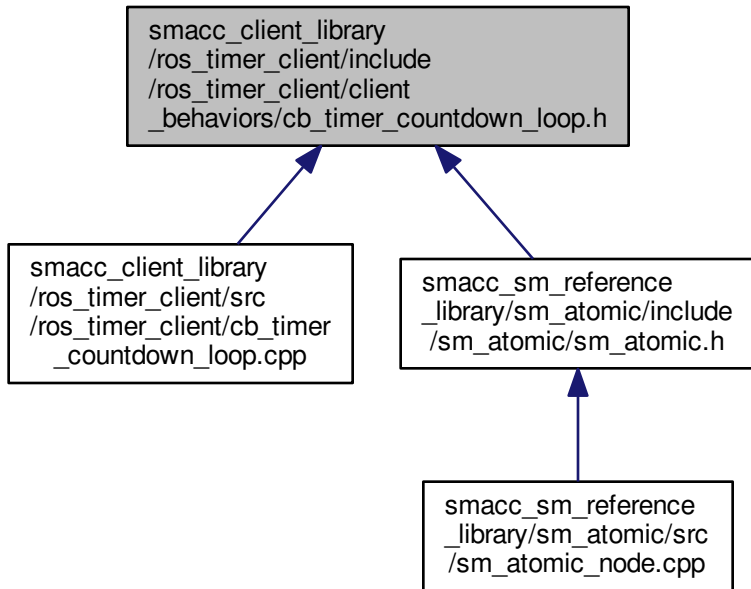 smacc_client_library
/ros_timer_client/include
/ros_timer_client/client
_behaviors/cb_timer_countdown_loop.h
smacc_client_library
/ros_timer_client/src
/ros_timer_client/cb_timer
_countdown_loop.cpp
smacc_sm_reference
_library/sm_atomic/include
/sm_atomic/sm_atomic.h
smacc_sm_reference
_library/sm_atomic/src
/sm_atomic_node.cpp